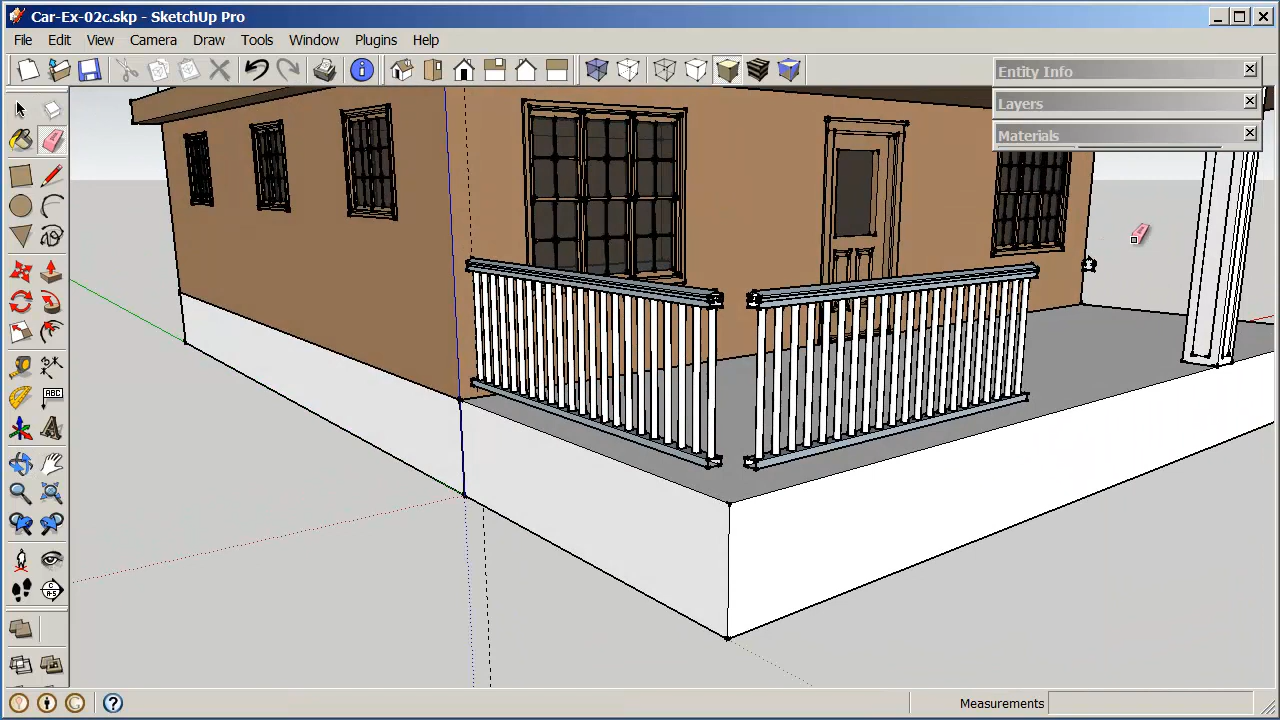 Car-Ex-02c.skp - SketchUp Pro
File Edit View Camera Draw Tools Window Plugins Help
Entity Info
Layers
Materials
ABC
Measurements